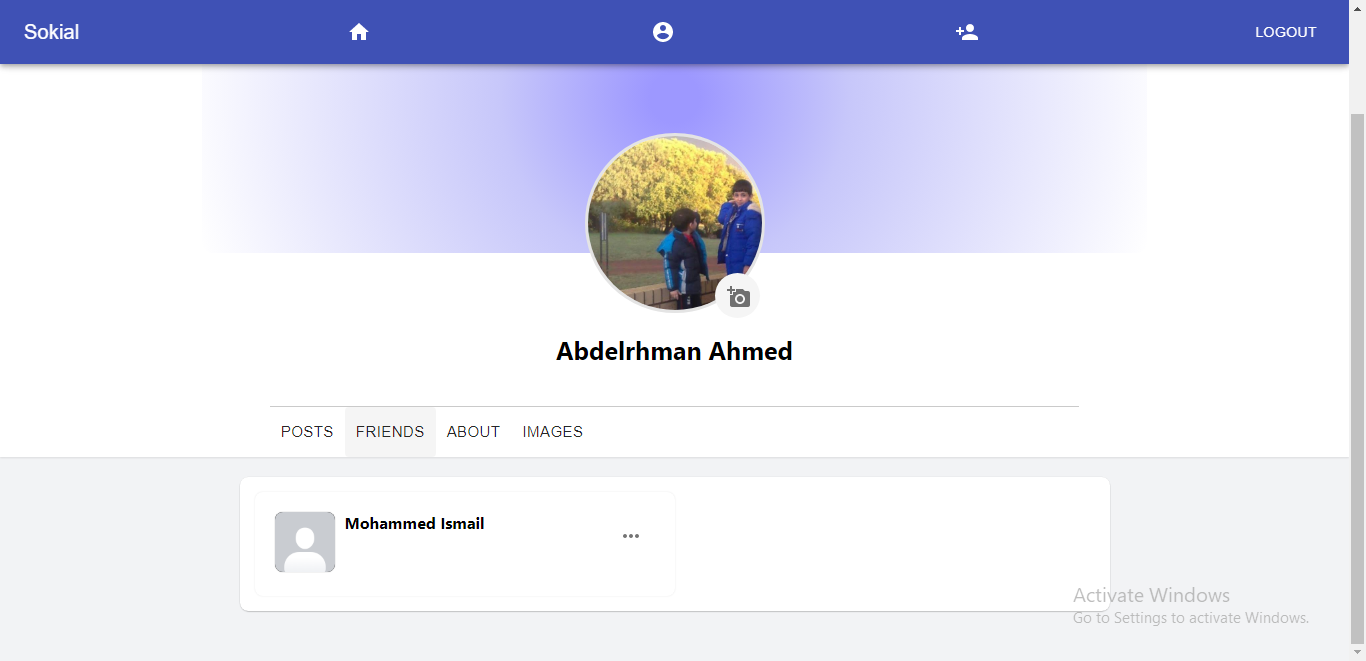 Sokial
LOGOUT
Abdelrhman Ahmed
POSTS
FRIENDS
ABOUT
IMAGES
Mohammed Ismail
Activate Windows
Go to Settings to activate Windows.